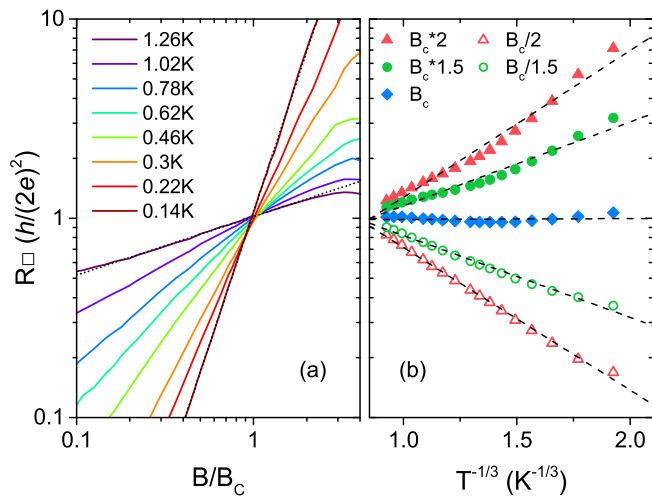 1.26K
1.02K
0.78K
0.62K
0.46K
0.3K
0.22K
0.14K
(a)
R□ (h/(2e)²)
10
1
0.1
0.1
1
B/B_C
B_c*2
B_c/2
B_c*1.5
B_c/1.5
B_c
(b)
1.0
1.5
2.0
T^{-1/3} (K^{-1/3})